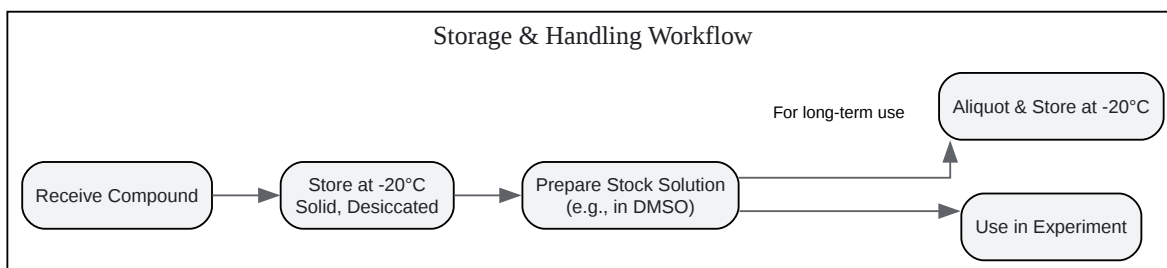 Storage & Handling Workflow
Receive Compound
Store at -20°C
Solid, Desiccated
Prepare Stock Solution
(e.g., in DMSO)
For long-term use
Aliquot & Store at -20°C
Use in Experiment